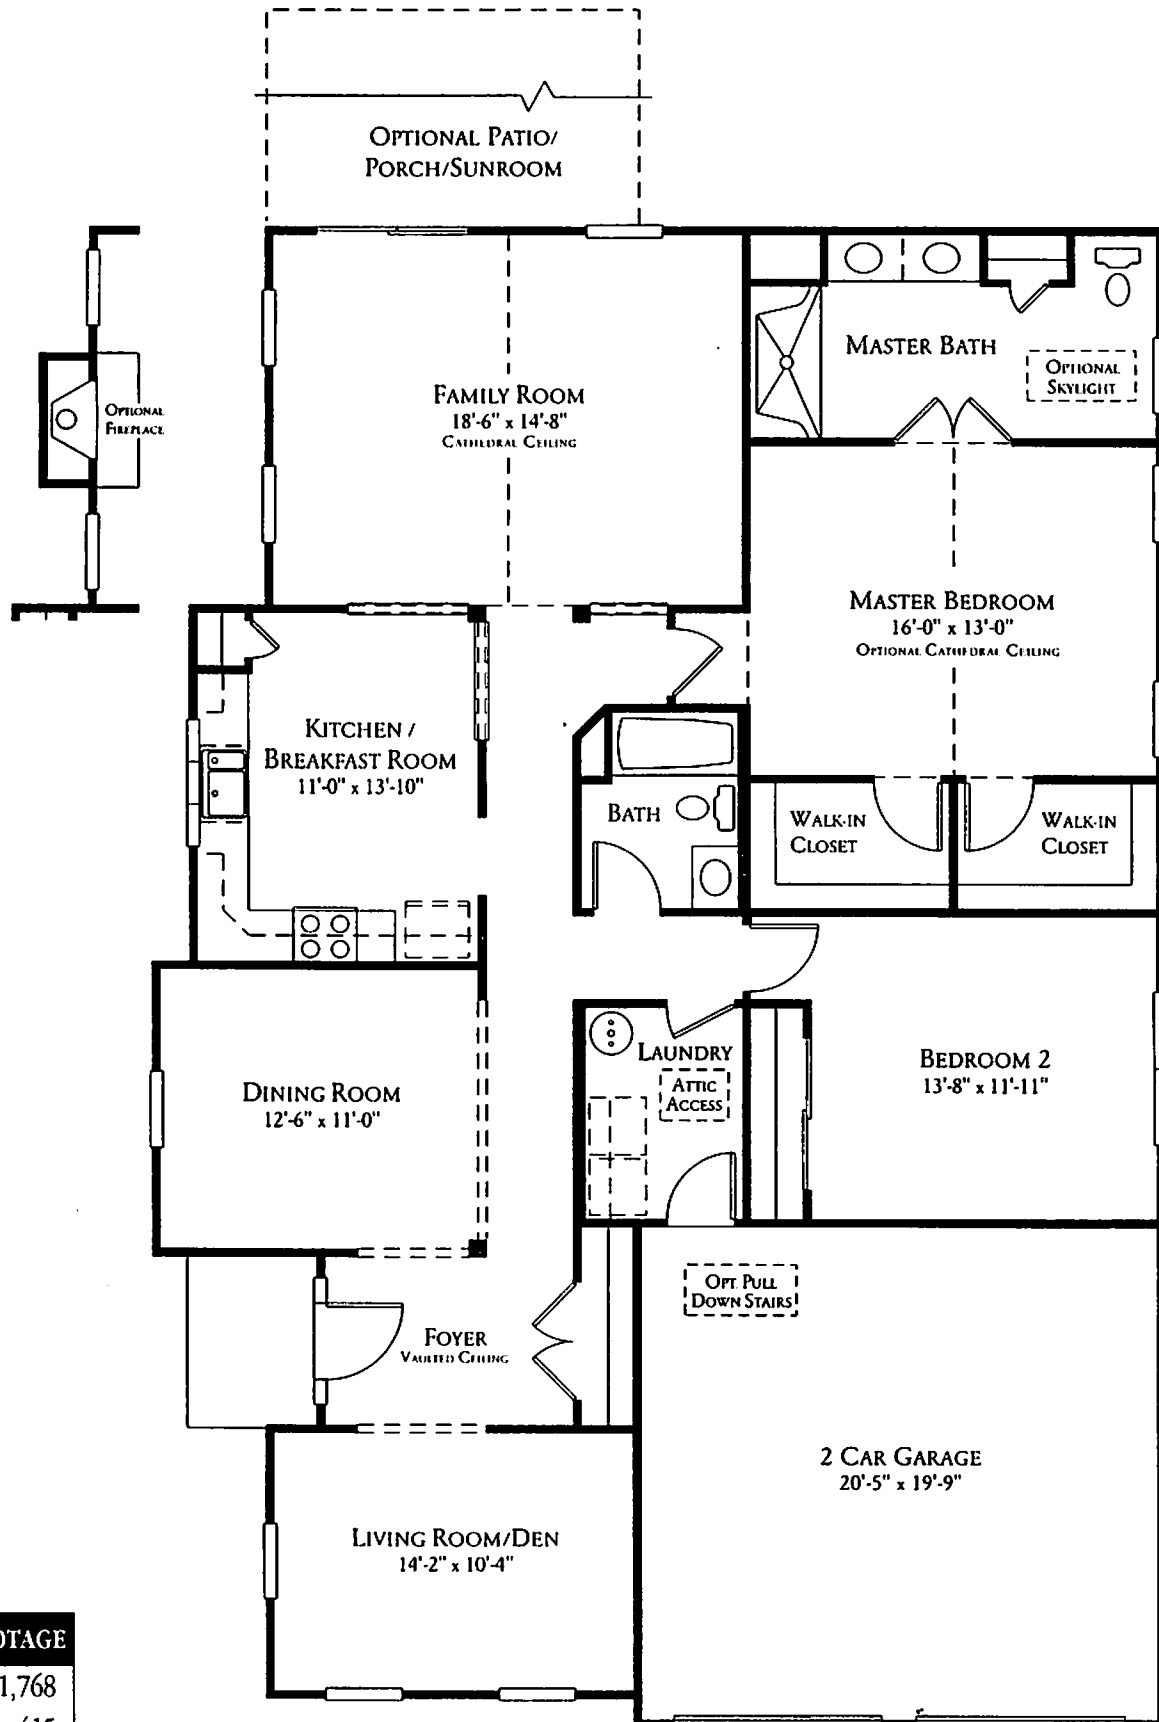 OPTIONAL PATIO/
PORCH/SUNROOM
OPTIONAL
FIREPLACE
FAMILY ROOM
18'-6" x 14'-8"
CATHEDRAL CEILING
MASTER BATH
OPTIONAL
SKYLIGHT
MASTER BEDROOM
16'-0" x 13'-0"
OPTIONAL CATHEDRAL CEILING
KITCHEN /
BREAKFAST ROOM
11'-0" x 13'-10"
BATH
WALK-IN
CLOSET
WALK-IN
CLOSET
LAUNDRY
ATTIC
ACCESS
BEDROOM 2
13'-8" x 11'-11"
DINING ROOM
12'-6" x 11'-0"
OPT. PULL
DOWN STAIRS
FOYER
VAULTED CEILING
2 CAR GARAGE
20'-5" x 19'-9"
LIVING ROOM/DEN
14'-2" x 10'-4"
OTAGE
1,768